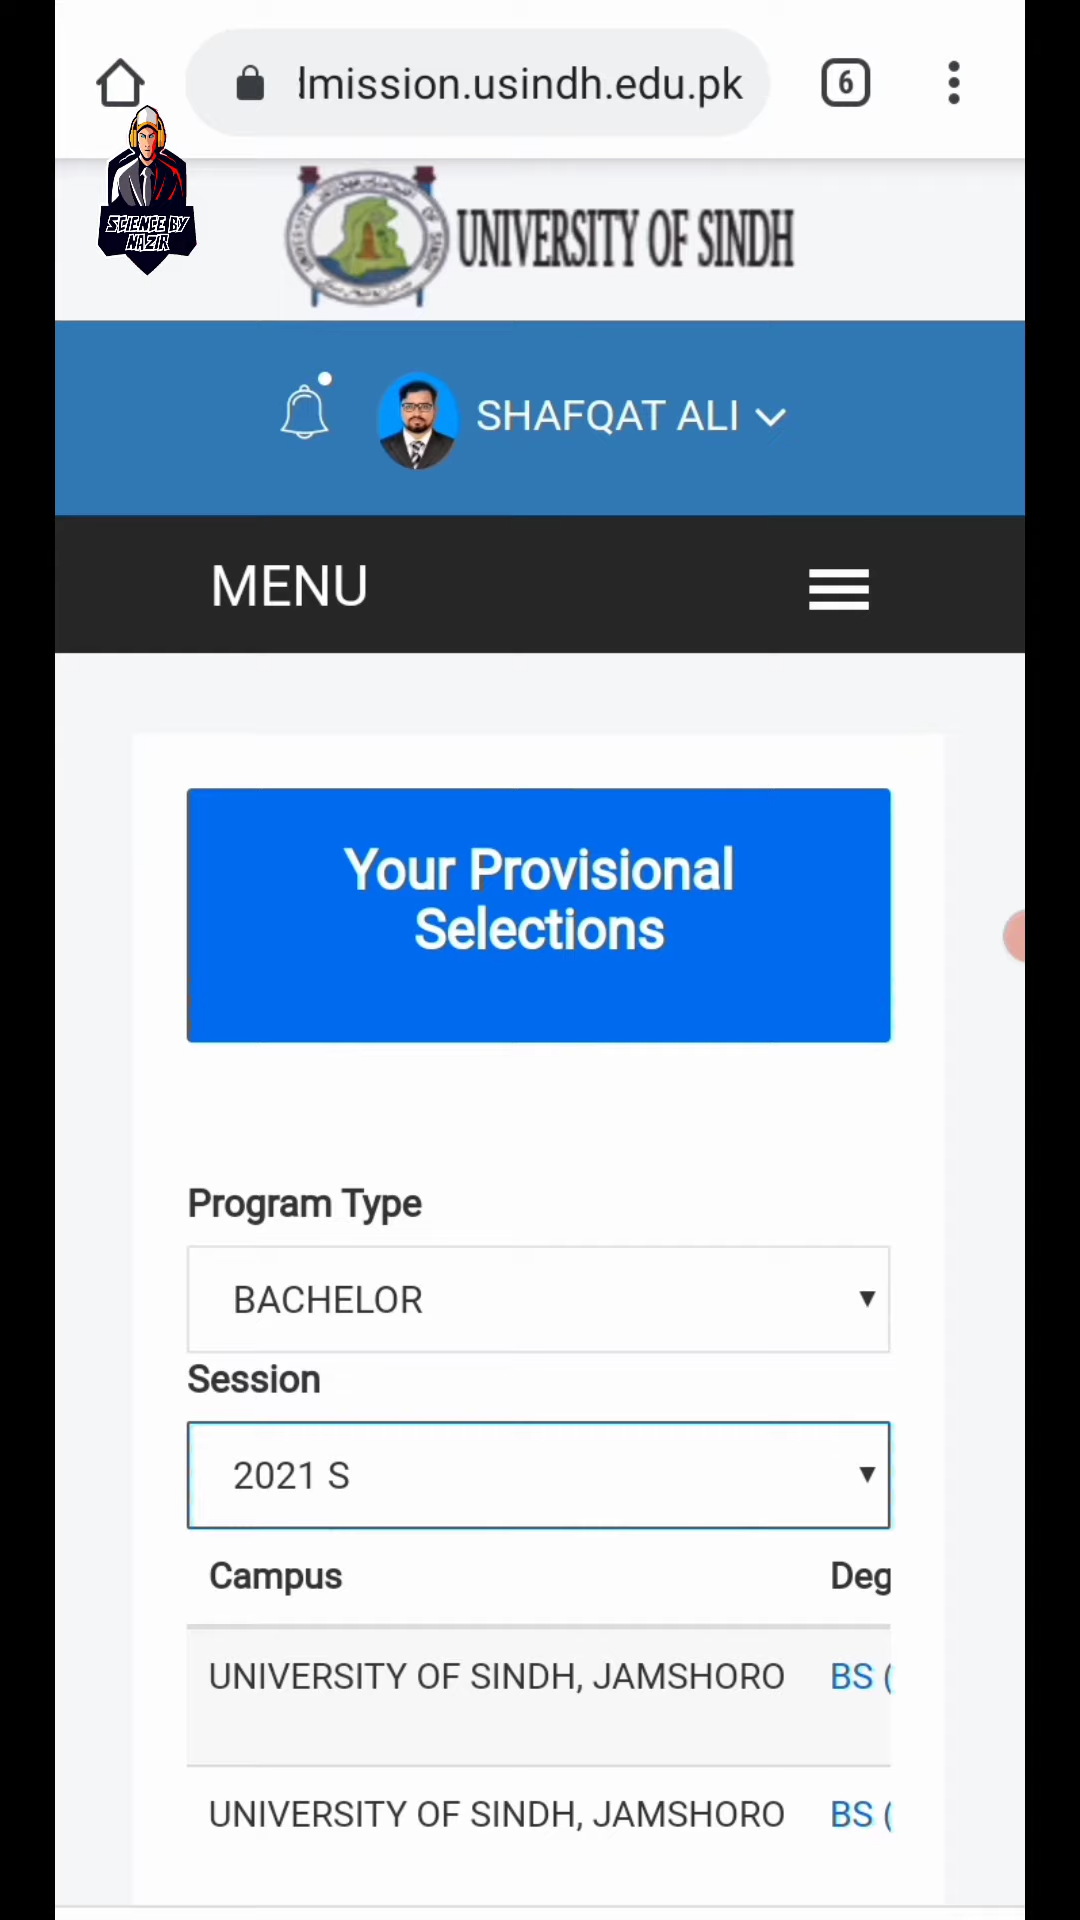 lmission.usindh.edu.pk
6
SCIENCE BY
NAZIR
UNIVERSITY OF SINDH
SHAFQAT ALI
MENU
Your Provisional
Selections
Program Type
BACHELOR
Session
2021 S
Campus Deg
UNIVERSITY OF SINDH, JAMSHORO BS (
UNIVERSITY OF SINDH, JAMSHORO BS (